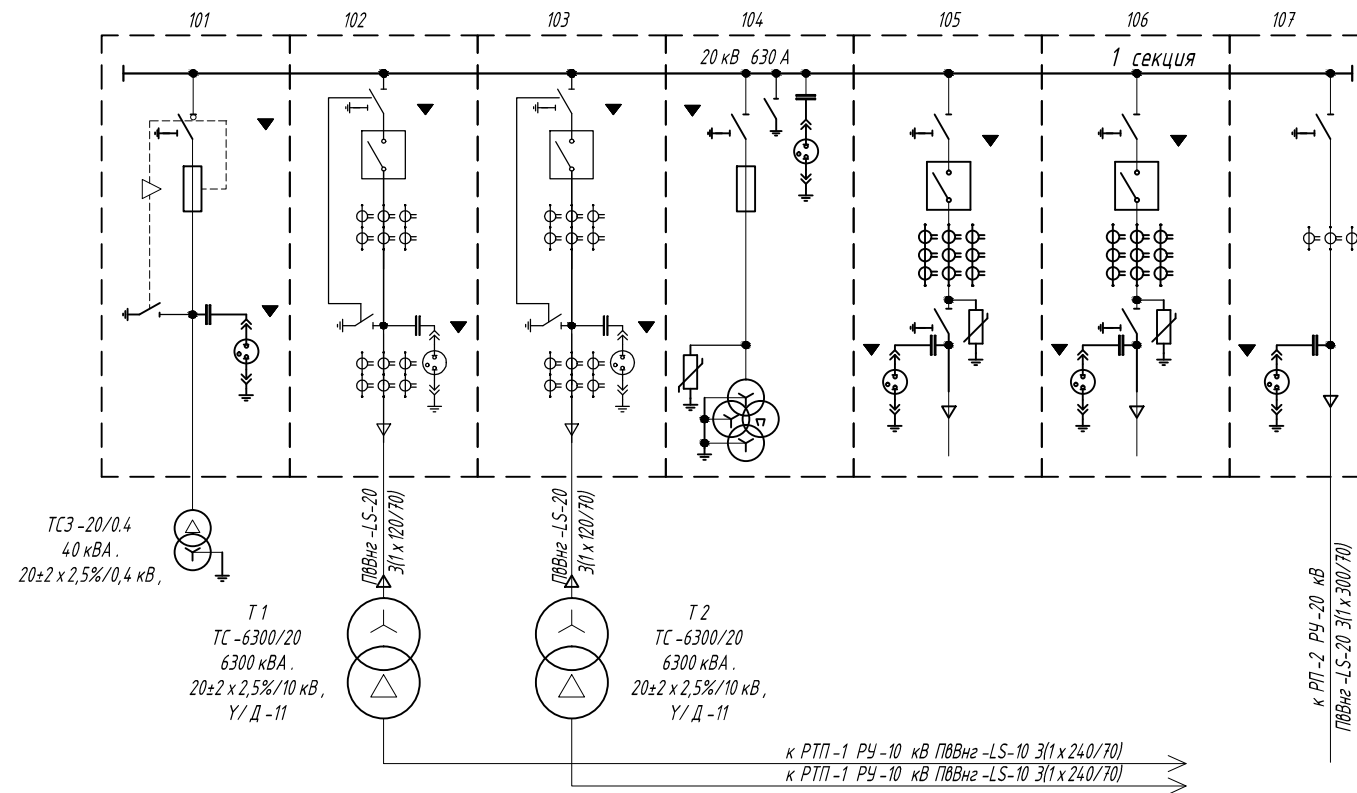 101
102
103
104
105
106
107
20 кВ 630 А
1 секция
ТСЗ-20/0.4
40 кВА.
20±2 х 2,5%/0,4 кВ,
ПвВнг-LS-20
3(1 х 120/70)
ПвВнг-LS-20
3(1 х 120/70)
Т 1
ТС-6300/20
6300 кВА.
20±2 х 2,5%/10 кВ,
Y/Д-11
Т 2
ТС-6300/20
6300 кВА.
20±2 х 2,5%/10 кВ,
Y/Д-11
к РП-2 РУ-20 кВ
ПвВнг-LS-20 3(1 х 300/70)
к РТП-1 РУ-10 кВ ПвВнг-LS-10 3(1 х 240/70)
к РТП-1 РУ-10 кВ ПвВнг-LS-10 3(1 х 240/70)